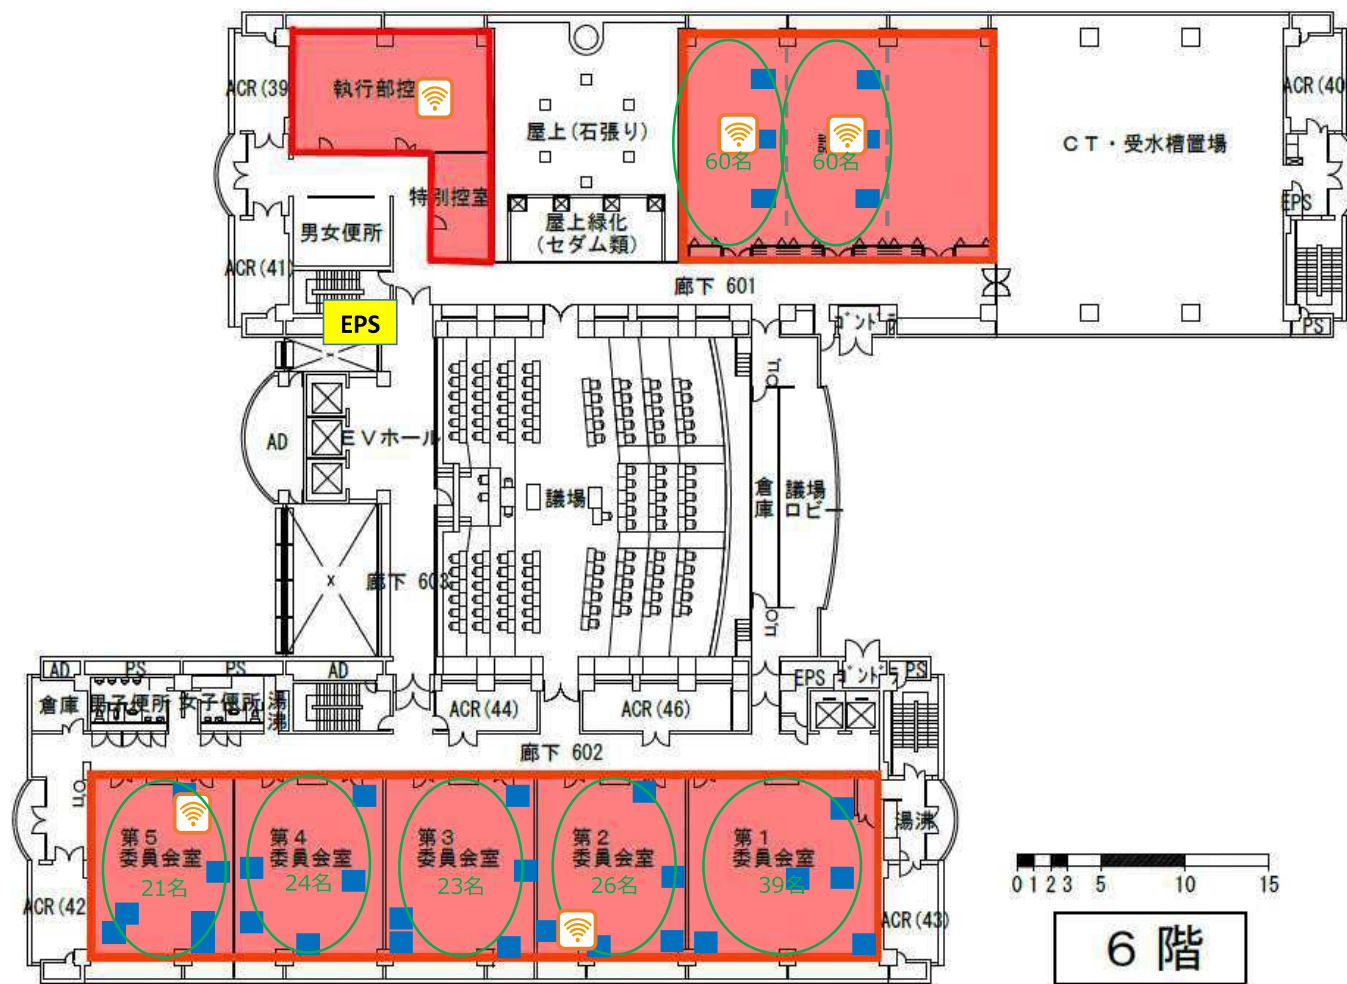 ACR(39
執行部控
屋上(石張り)
60名
60名
CT・受水槽置場
ACR(40
特別控室
EPS
屋上緑化
(セダム類)
男女便所
ACR(41)
廊下 601
EPS
ゴンドラ
PS
AD
EVホール
議場
倉庫
議場
ロビー
廊下 603
AD
PS
PS
AD
EPS
ゴンドラ
PS
倉庫
男子便所
女子便所
湯沸
ACR(44)
ACR(46)
廊下 602
第5
委員会室
21名
第4
委員会室
24名
第3
委員会室
23名
第2
委員会室
26名
第1
委員会室
39名
湯沸
ACR(42
ACR(43)
0 1 2 3 5 10 15
6階